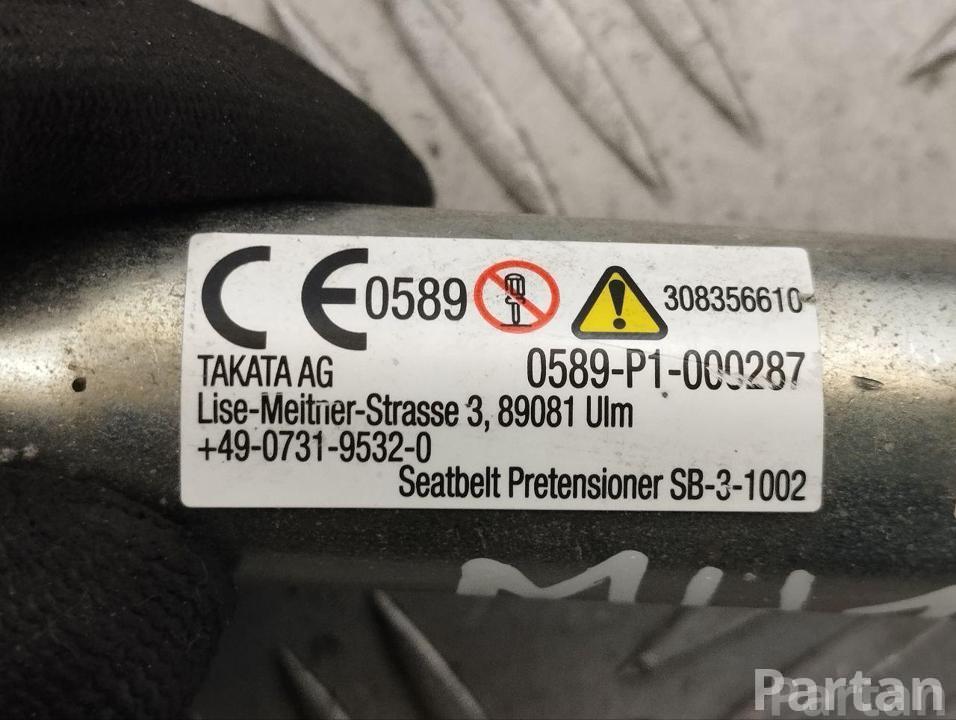 CE 0589 308356610
TAKATA AG 0589-P1-000287
Lise-Meitner-Strasse 3, 89081 Ulm
+49-0731-9532-0
Seatbelt Pretensioner SB-3-1002
Partan